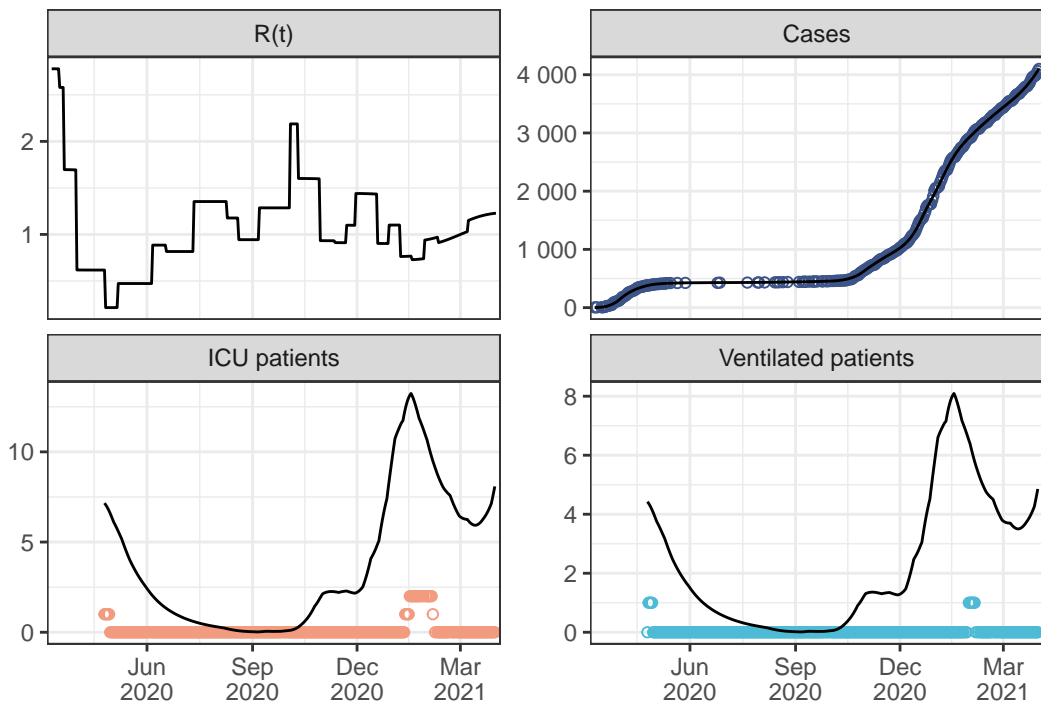 R(t)
Cases
2
1
4 000
3 000
2 000
1 000
0
ICU patients
Ventilated patients
10
5
0
8
6
4
2
0
Jun 2020
Sep 2020
Dec 2020
Mar 2021
Jun 2020
Sep 2020
Dec 2020
Mar 2021